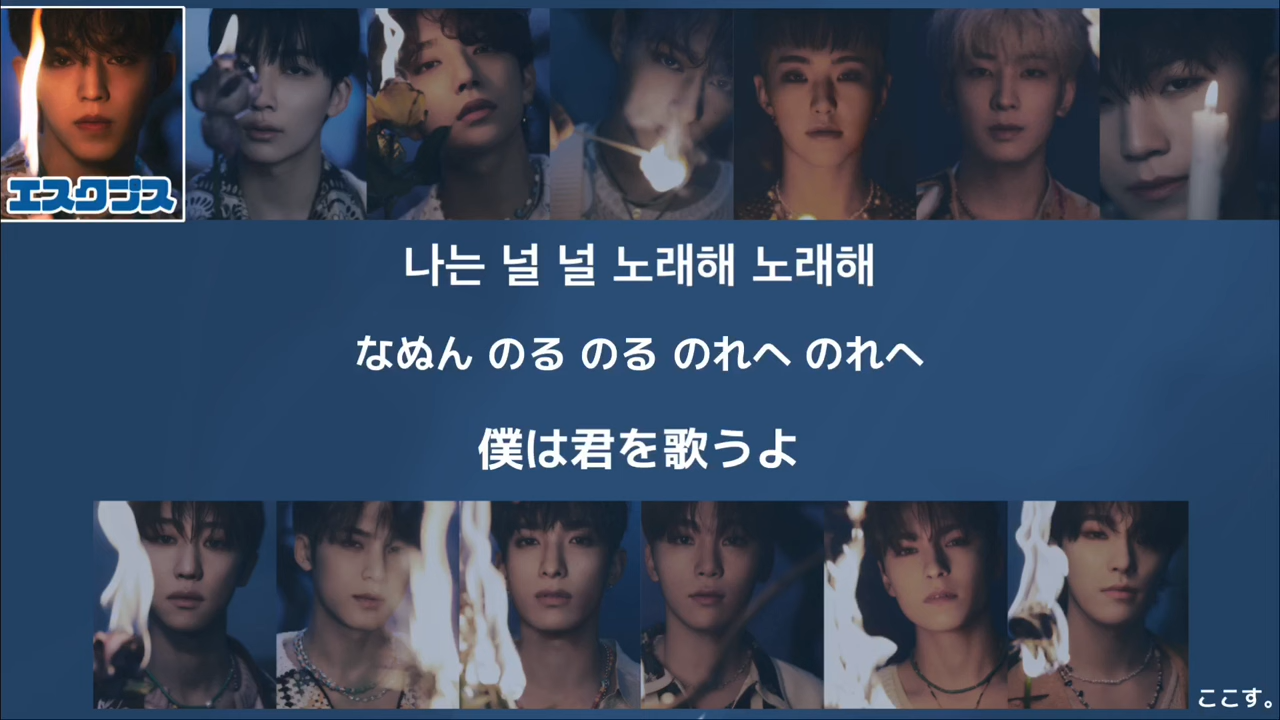 エスクプス
나는 널 널 노래해 노래해
なぬん のる のる のれへ のれへ
僕は君を歌うよ
ここす。